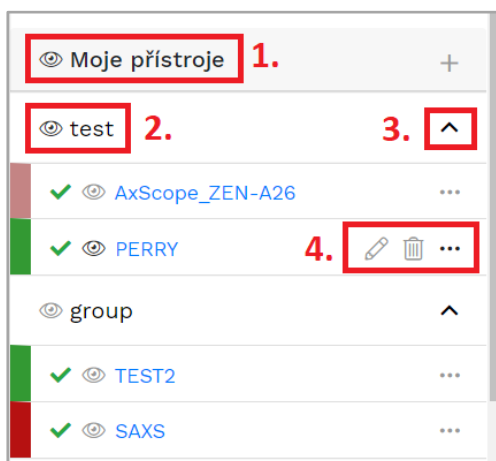 Moje přístroje 1.
test 2. 3.
AxScope_ZEN-A26
PERRY 4.
group
TEST2
SAXS